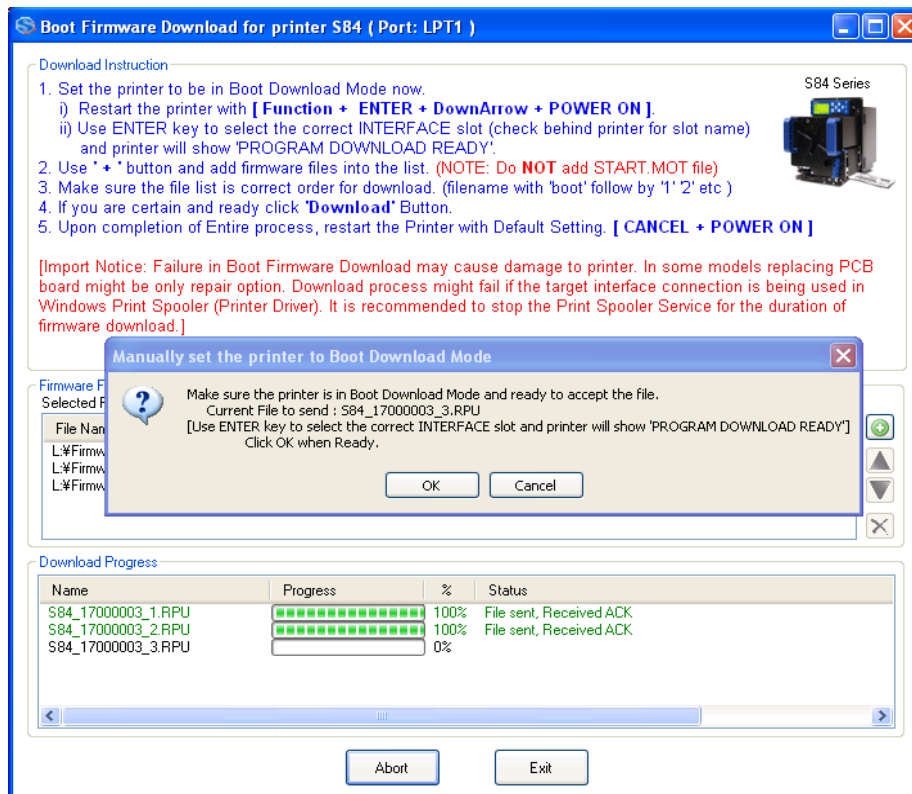 Boot Firmware Download for printer S84 ( Port: LPT1 )
Download Instruction
S84 Series
1. Set the printer to be in Boot Download Mode now.
i) Restart the printer with [ Function + ENTER + DownArrow + POWER ON ].
ii) Use ENTER key to select the correct INTERFACE slot (check behind printer for slot name)
and printer will show 'PROGRAM DOWNLOAD READY'.
2. Use ' + ' button and add firmware files into the list. (NOTE: Do NOT add START.MOT file)
3. Make sure the file list is correct order for download. (filename with 'boot' follow by '1' '2' etc )
4. If you are certain and ready click 'Download' Button.
5. Upon completion of Entire process, restart the Printer with Default Setting. [ CANCEL + POWER ON ]
[Import Notice: Failure in Boot Firmware Download may cause damage to printer. In some models replacing PCB
board might be only repair option. Download process might fail if the target interface connection is being used in
Windows Print Spooler (Printer Driver). It is recommended to stop the Print Spooler Service for the duration of
firmware download.]
Manually set the printer to Boot Download Mode
Make sure the printer is in Boot Download Mode and ready to accept the file.
Current File to send : S84_17000003_3.RPU
[Use ENTER key to select the correct INTERFACE slot and printer will show 'PROGRAM DOWNLOAD READY']
Click OK when Ready.
OK Cancel
Firmware F
Selected F
File Nam
L:¥Firmw
L:¥Firmw
L:¥Firmw
Download Progress
Name Progress % Status
S84_17000003_1.RPU 100% File sent, Received ACK
S84_17000003_2.RPU 100% File sent, Received ACK
S84_17000003_3.RPU 0%
Abort Exit